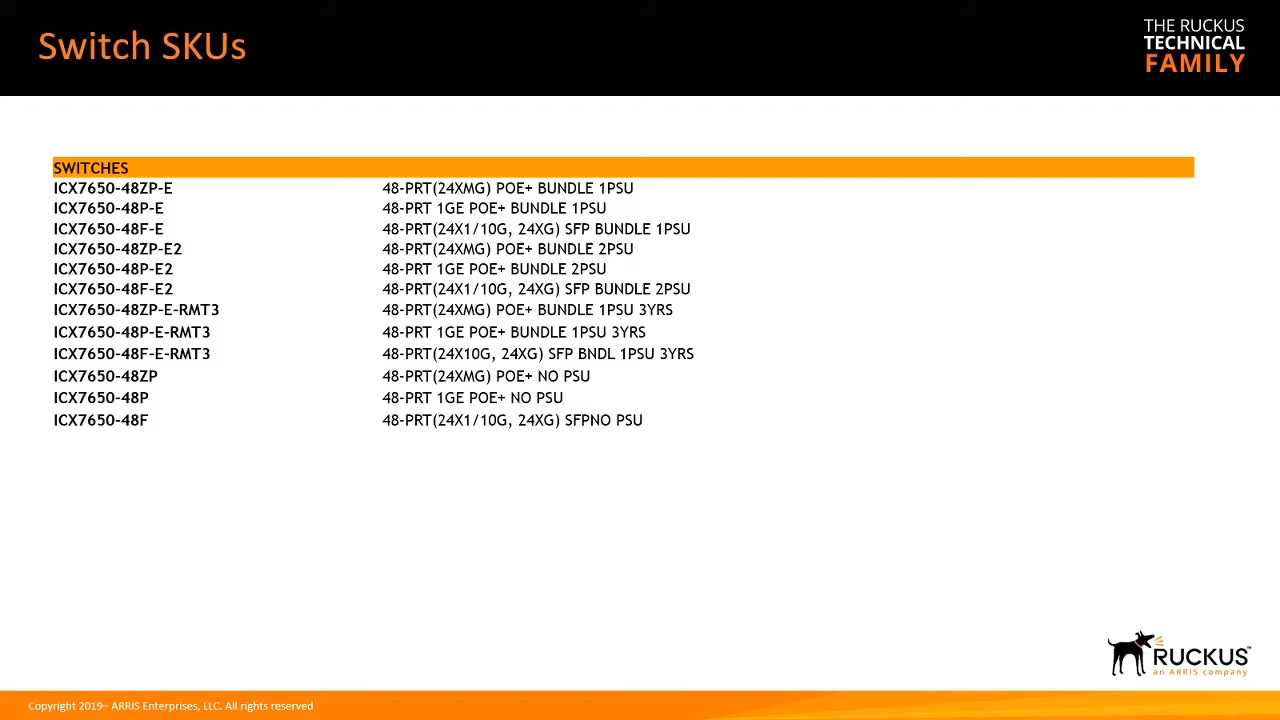 Switch SKUs
THE RUCKUS
TECHNICAL
FAMILY
SWITCHES
ICX7650-48ZP-E 48-PRT(24XMG) POE+ BUNDLE 1PSU
ICX7650-48P-E 48-PRT 1GE POE+ BUNDLE 1PSU
ICX7650-48F-E 48-PRT(24X1/10G, 24XG) SFP BUNDLE 1PSU
ICX7650-48ZP-E2 48-PRT(24XMG) POE+ BUNDLE 2PSU
ICX7650-48P-E2 48-PRT 1GE POE+ BUNDLE 2PSU
ICX7650-48F-E2 48-PRT(24X1/10G, 24XG) SFP BUNDLE 2PSU
ICX7650-48ZP-E-RMT3 48-PRT(24XMG) POE+ BUNDLE 1PSU 3YRS
ICX7650-48P-E-RMT3 48-PRT 1GE POE+ BUNDLE 1PSU 3YRS
ICX7650-48F-E-RMT3 48-PRT(24X10G, 24XG) SFP BNDL 1PSU 3YRS
ICX7650-48ZP 48-PRT(24XMG) POE+ NO PSU
ICX7650-48P 48-PRT 1GE POE+ NO PSU
ICX7650-48F 48-PRT(24X1/10G, 24XG) SFPNO PSU
RUCKUS™
an ARRIS company
Copyright 2019– ARRIS Enterprises, LLC. All rights reserved